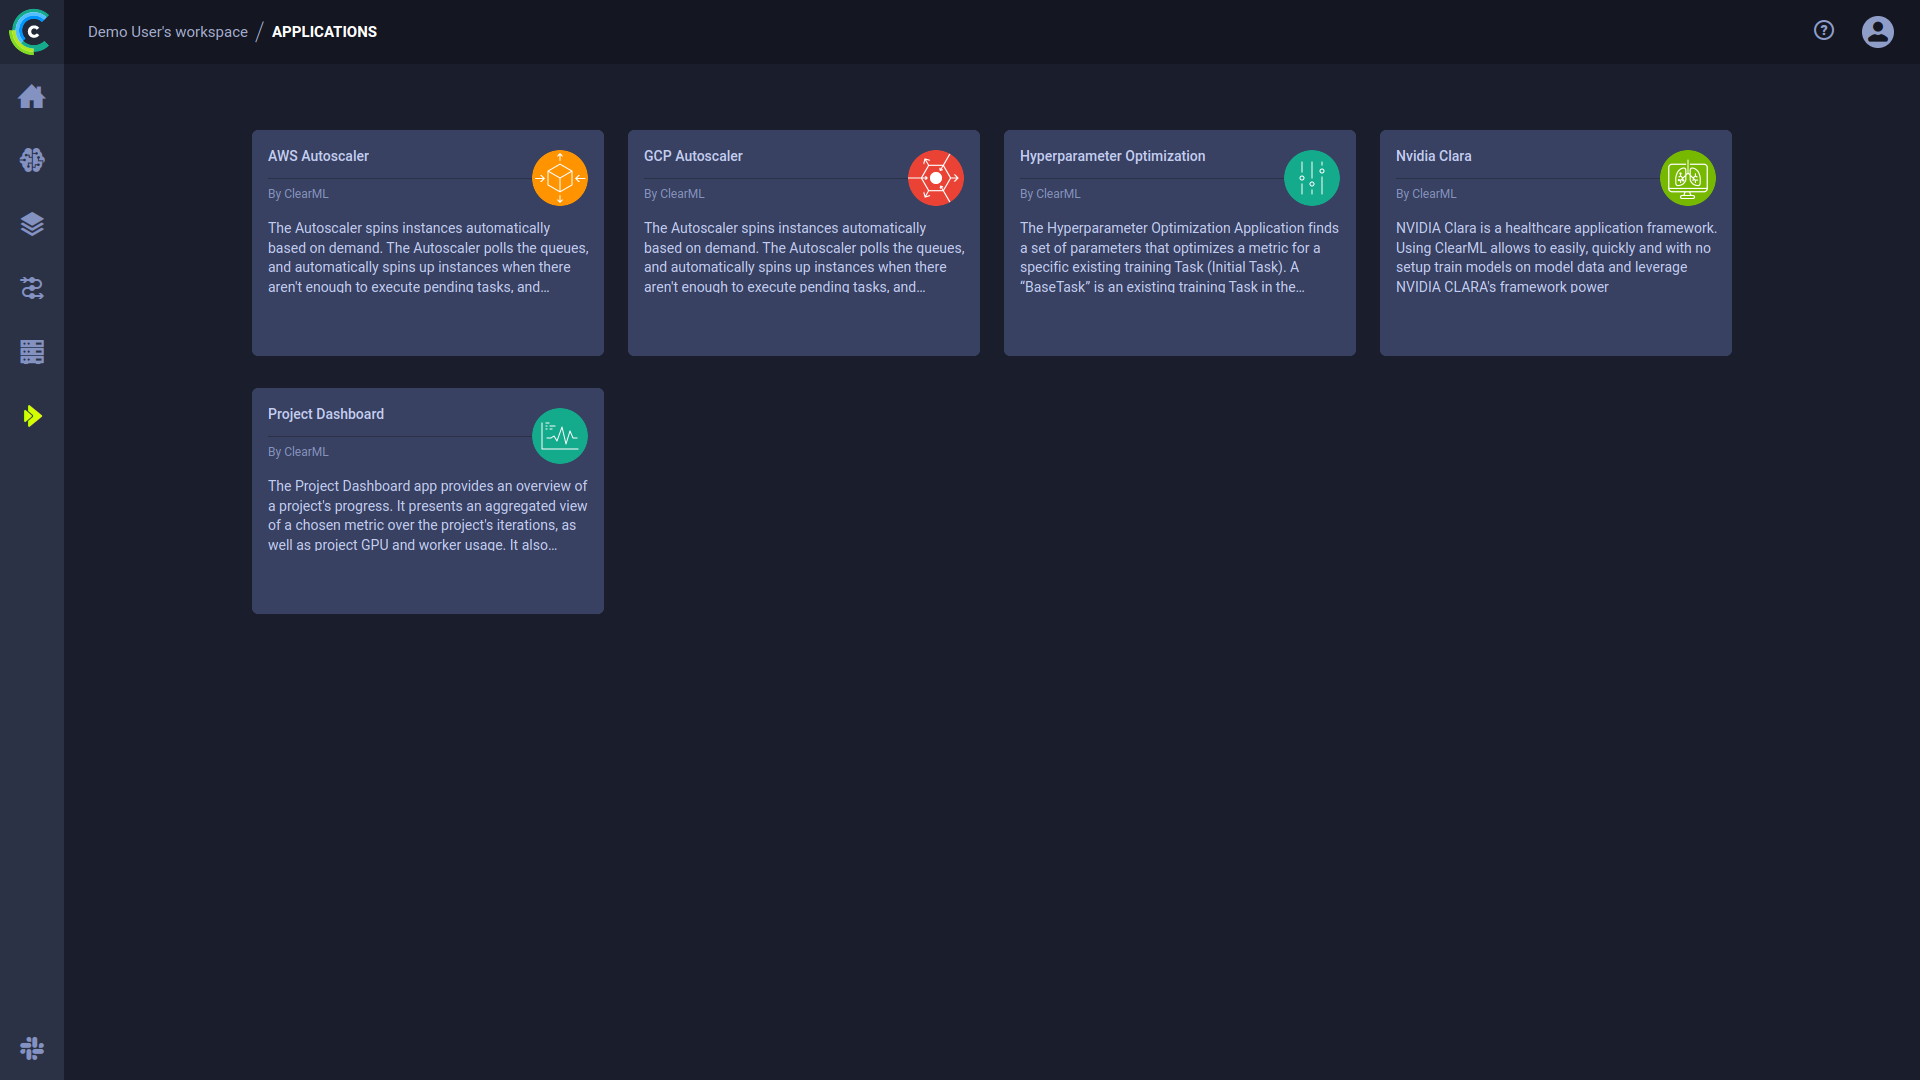 Demo User's workspace / APPLICATIONS
AWS Autoscaler
By ClearML
The Autoscaler spins instances automatically
based on demand. The Autoscaler polls the queues,
and automatically spins up instances when there
aren't enough to execute pending tasks, and…
GCP Autoscaler
By ClearML
The Autoscaler spins instances automatically
based on demand. The Autoscaler polls the queues,
and automatically spins up instances when there
aren't enough to execute pending tasks, and…
Hyperparameter Optimization
By ClearML
The Hyperparameter Optimization Application finds
a set of parameters that optimizes a metric for a
specific existing training Task (Initial Task). A
“BaseTask” is an existing training Task in the…
Nvidia Clara
By ClearML
NVIDIA Clara is a healthcare application framework.
Using ClearML allows to easily, quickly and with no
setup train models on model data and leverage
NVIDIA CLARA's framework power
Project Dashboard
By ClearML
The Project Dashboard app provides an overview of
a project's progress. It presents an aggregated view
of a chosen metric over the project's iterations, as
well as project GPU and worker usage. It also…